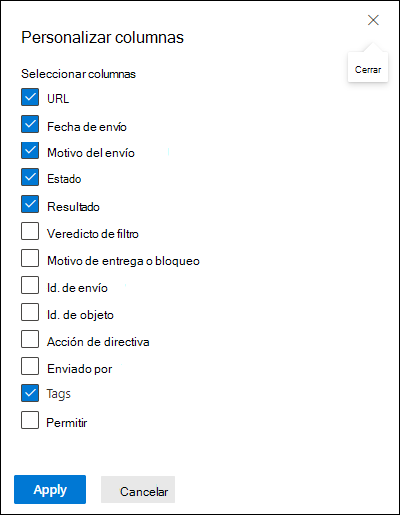 Personalizar columnas
Cerrar
Seleccionar columnas
URL
Fecha de envío
Motivo del envío
Estado
Resultado
Veredicto de filtro
Motivo de entrega o bloqueo
Id. de envío
Id. de objeto
Acción de directiva
Enviado por
Tags
Permitir
Apply
Cancelar